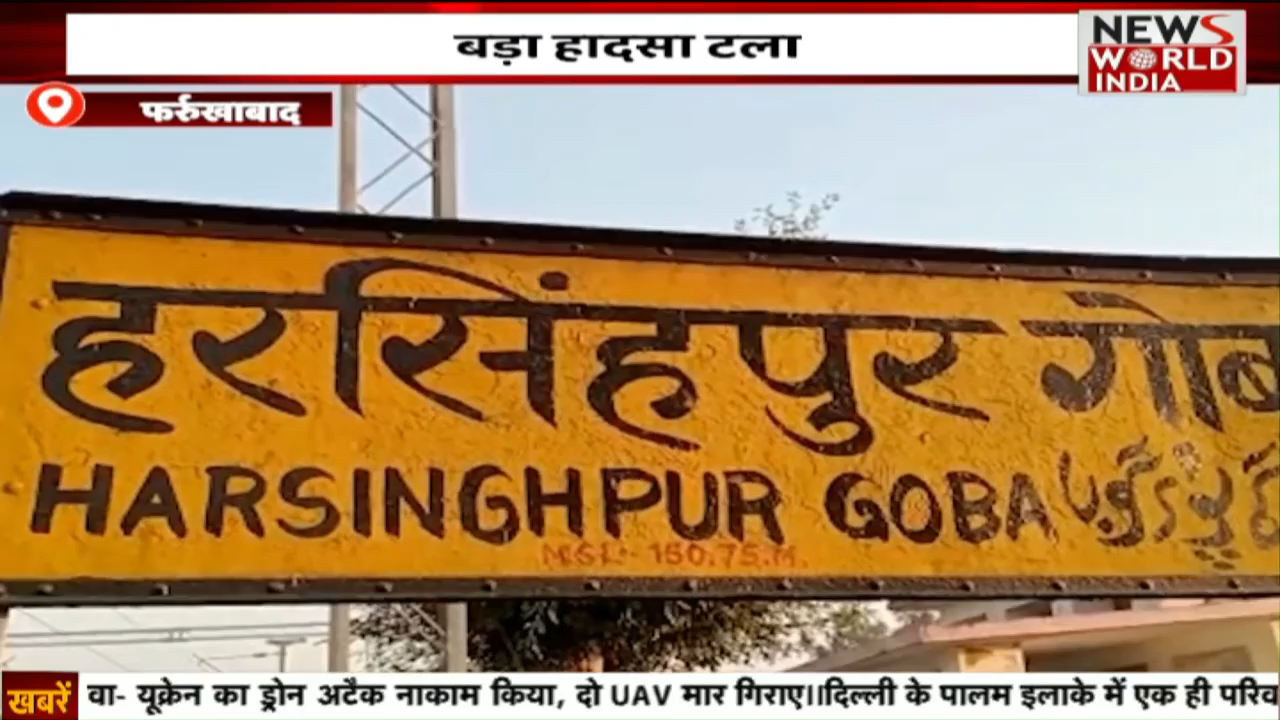 बड़ा हादसा टला
NEWS
WORLD
INDIA
फर्रुखाबाद
हरसिंहपुर गोब
HARSINGHPUR GOBA
MSL:- 150.75.M.
खबरें वा- यूक्रेन का ड्रोन अटैक नाकाम किया, दो UAV मार गिराए।।दिल्ली के पालम इलाके में एक ही परिव